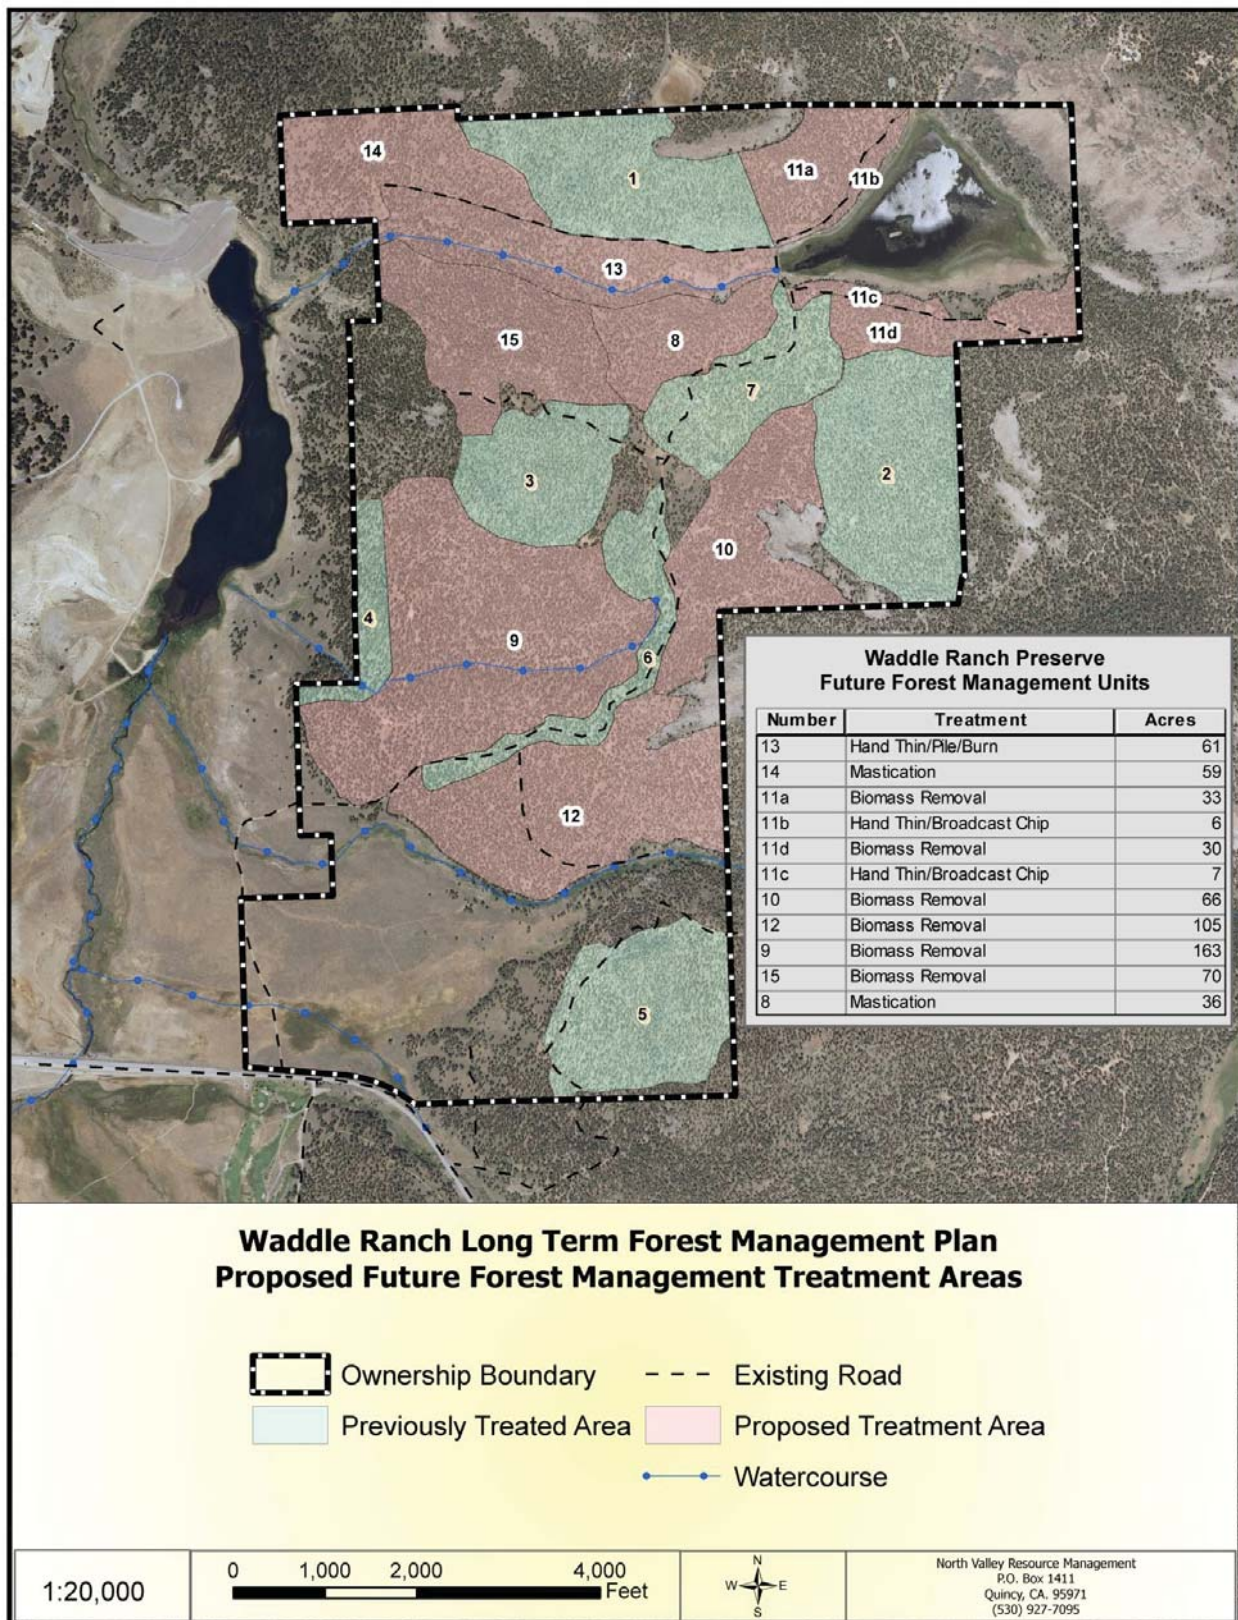 14
1
11a
11b
13
11c
11d
15
8
7
3
2
10
4
9
6
12
5
Waddle Ranch Preserve
Future Forest Management Units
Number Treatment Acres
13 Hand Thin/Pile/Burn 61
14 Mastication 59
11a Biomass Removal 33
11b Hand Thin/Broadcast Chip 6
11d Biomass Removal 30
11c Hand Thin/Broadcast Chip 7
10 Biomass Removal 66
12 Biomass Removal 105
9 Biomass Removal 163
15 Biomass Removal 70
8 Mastication 36
Waddle Ranch Long Term Forest Management Plan
Proposed Future Forest Management Treatment Areas
Ownership Boundary Existing Road
Previously Treated Area Proposed Treatment Area
Watercourse
1:20,000
0 1,000 2,000 4,000
Feet
N
W E
S
North Valley Resource Management
P.O. Box 1411
Quincy, CA. 95971
(530) 927-7095